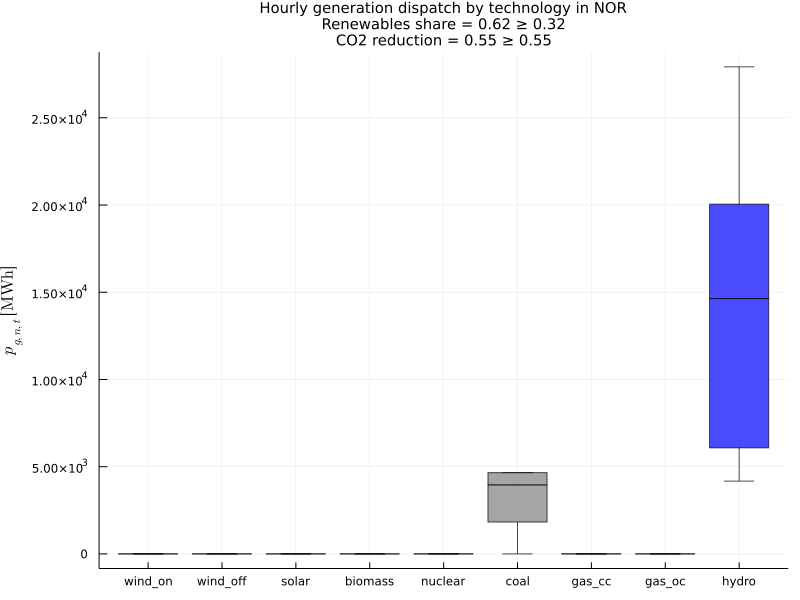 Hourly generation dispatch by technology in NOR
Renewables share = 0.62 ≥ 0.32
CO2 reduction = 0.55 ≥ 0.55
p_{g,n,t} [MWh]
2.50×10⁴
2.00×10⁴
1.50×10⁴
1.00×10⁴
5.00×10³
0
wind_on wind_off solar biomass nuclear coal gas_cc gas_oc hydro